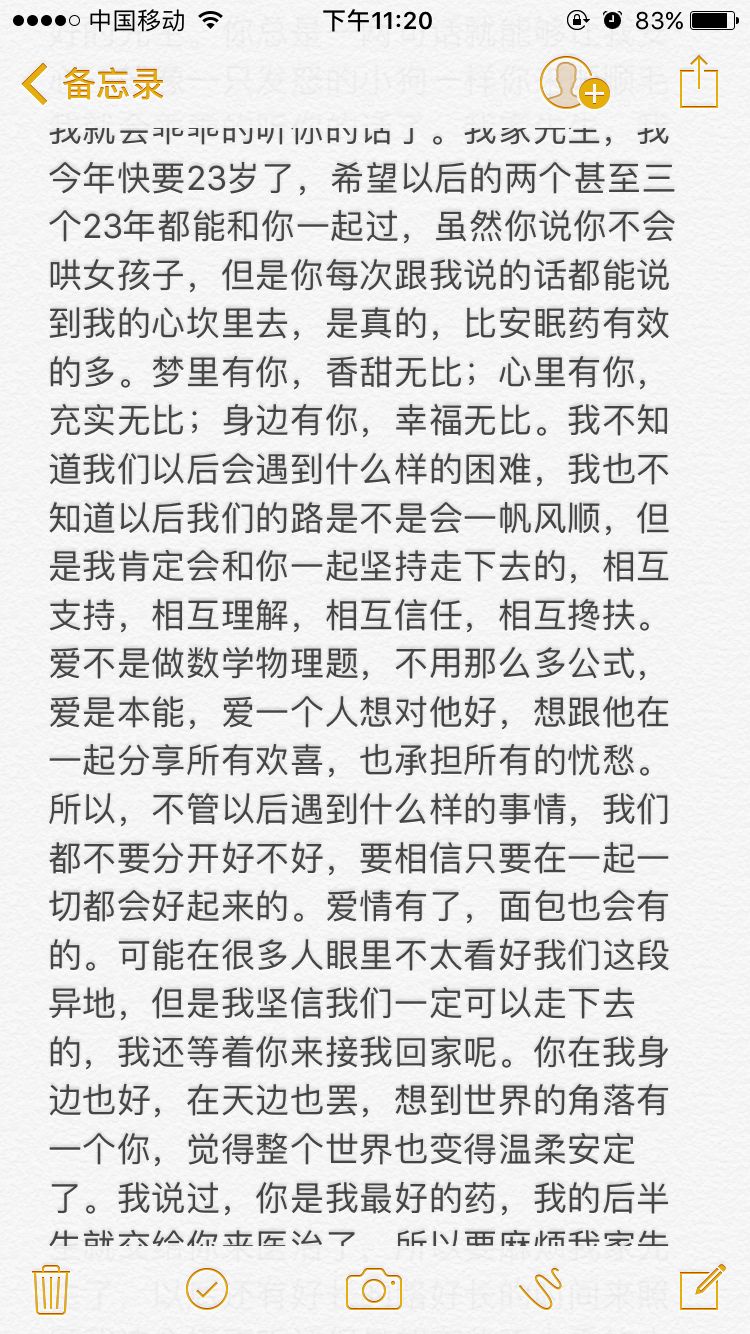 中国移动 下午11:20 83%
备忘录
我就会乖乖的听你的话了。我家先生，我
今年快要23岁了，希望以后的两个甚至三
个23年都能和你一起过，虽然你说你不会
哄女孩子，但是你每次跟我说的话都能说
到我的心坎里去，是真的，比安眠药有效
的多。梦里有你，香甜无比；心里有你，
充实无比；身边有你，幸福无比。我不知
道我们以后会遇到什么样的困难，我也不
知道以后我们的路是不是会一帆风顺，但
是我肯定会和你一起坚持走下去的，相互
支持，相互理解，相互信任，相互搀扶。
爱不是做数学物理题，不用那么多公式，
爱是本能，爱一个人想对他好，想跟他在
一起分享所有欢喜，也承担所有的忧愁。
所以，不管以后遇到什么样的事情，我们
都不要分开好不好，要相信只要在一起一
切都会好起来的。爱情有了，面包也会有
的。可能在很多人眼里不太看好我们这段
异地，但是我坚信我们一定可以走下去
的，我还等着你来接我回家呢。你在我身
边也好，在天边也罢，想到世界的角落有
一个你，觉得整个世界也变得温柔安定
了。我说过，你是我最好的药，我的后半
生就交给你来医治了，所以要麻烦我家先